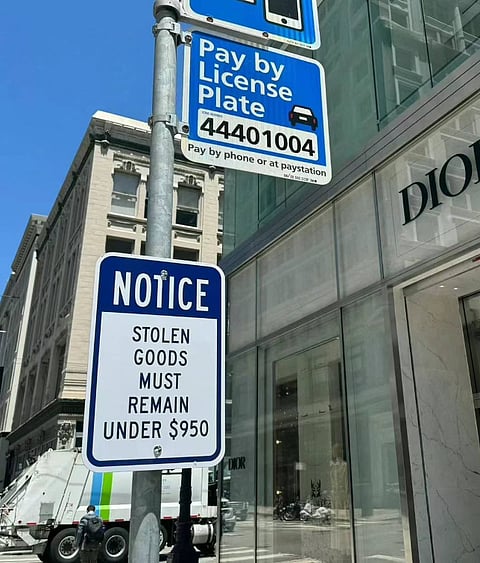 Pay by
License
Plate
44401004
Pay by phone or at paystation
NOTICE
STOLEN
GOODS
MUST
REMAIN
UNDER $950
DIOR
DIOR